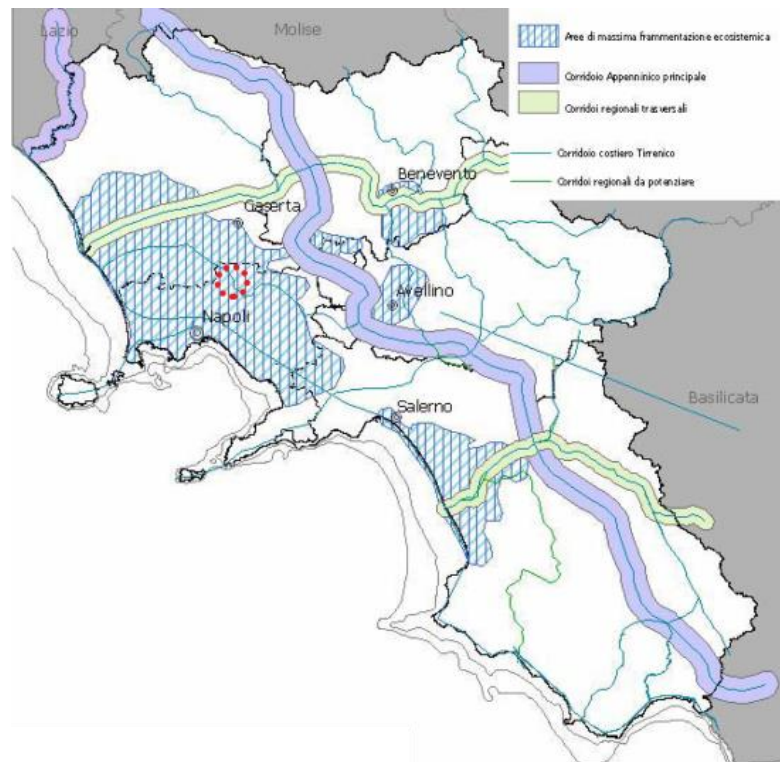 Lazio
Molise
Aree di massima frammentazione ecosistemica
Corridoio Appenninico principale
Corridoi regionali trasversali
Corridoio costiero Tirrenico
Corridoi regionali da potenziare
Benevento
Caserta
Avellino
Napoli
Basilicata
Salerno